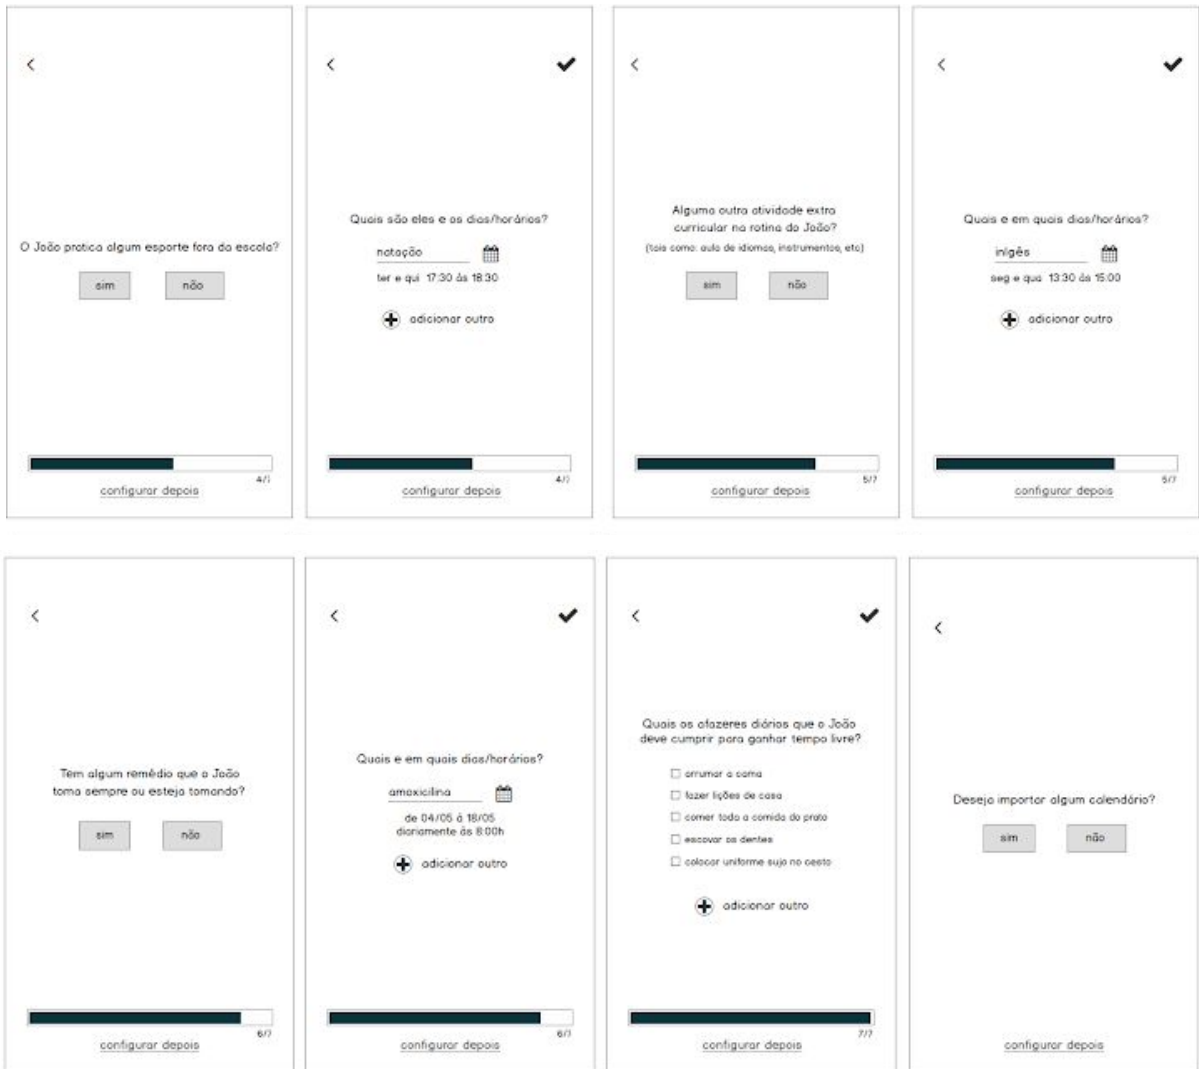 O João pratica algum esporte fora da escola?
sim não
4/7
configurar depois
Quais são eles e os dias/horários?
natação
ter e qui 17:30 às 18:30
adicionar outro
4/7
configurar depois
Alguma outra atividade extra
curricular na rotina do João?
(tais como: aula de idiomas, instrumentos, etc)
sim não
5/7
configurar depois
Quais e em quais dias/horários?
inlgês
seg e qua 13:30 às 15:00
adicionar outro
5/7
configurar depois
Tem algum remédio que o João
toma sempre ou esteja tomando?
sim não
6/7
configurar depois
Quais e em quais dias/horários?
amoxicilina
de 04/05 à 18/05
diariamente às 8:00h
adicionar outro
6/7
configurar depois
Quais os afazeres diários que o João
deve cumprir para ganhar tempo livre?
arrumar a cama
fazer lições de casa
comer toda a comida do prato
escovar os dentes
colocar uniforme sujo no cesto
adicionar outro
7/7
configurar depois
Deseja importar algum calendário?
sim não
configurar depois